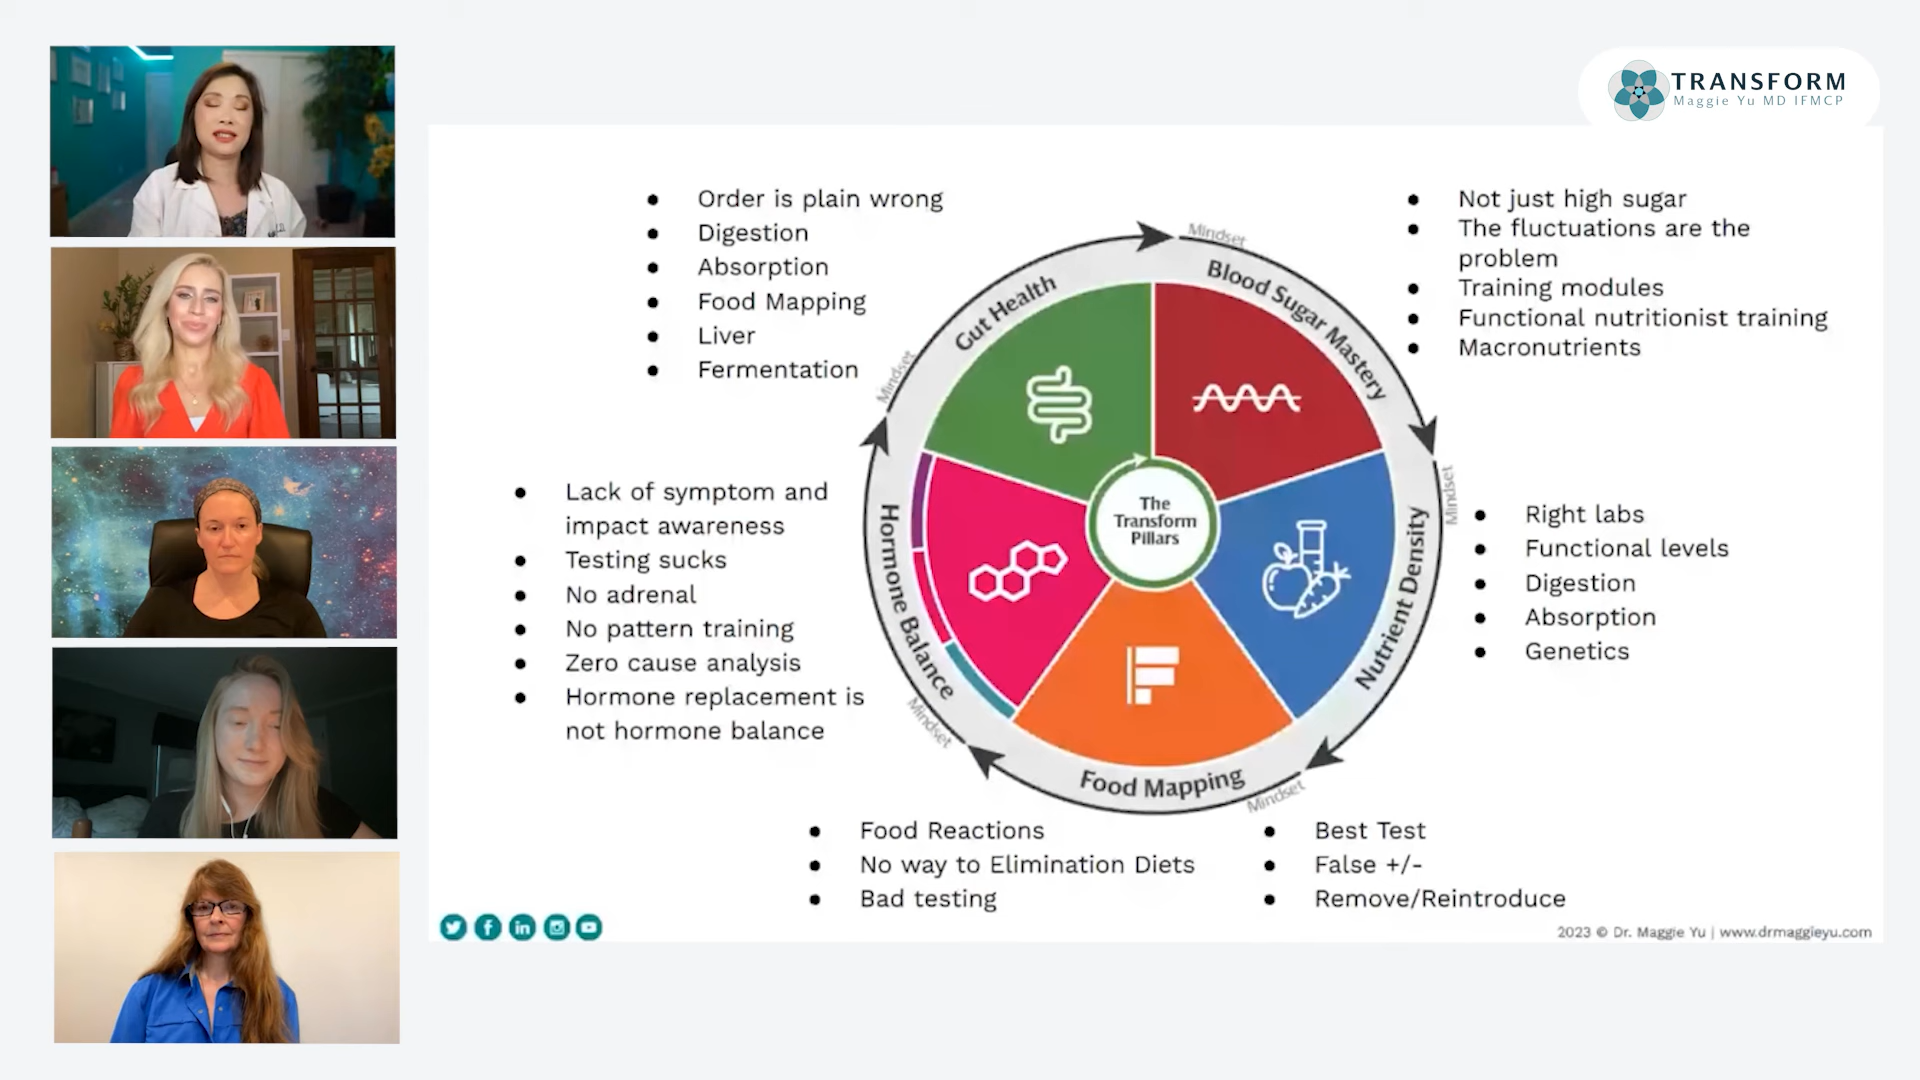 TRANSFORM
Maggie Yu MD IFMCP
Order is plain wrong
Digestion
Absorption
Food Mapping
Liver
Fermentation
Not just high sugar
The fluctuations are the
problem
Training modules
Functional nutritionist training
Macronutrients
Mindset
Gut Health
Blood Sugar Mastery
Mindset
Mindset
The
Transform
Pillars
Lack of symptom and
impact awareness
Testing sucks
No adrenal
No pattern training
Zero cause analysis
Hormone replacement is
not hormone balance
Hormone Balance
Nutrient Density
Right labs
Functional levels
Digestion
Absorption
Genetics
Mindset
Food Mapping
Mindset
Food Reactions
No way to Elimination Diets
Bad testing
Best Test
False +/-
Remove/Reintroduce
2023 © Dr. Maggie Yu | www.drmaggieyu.com